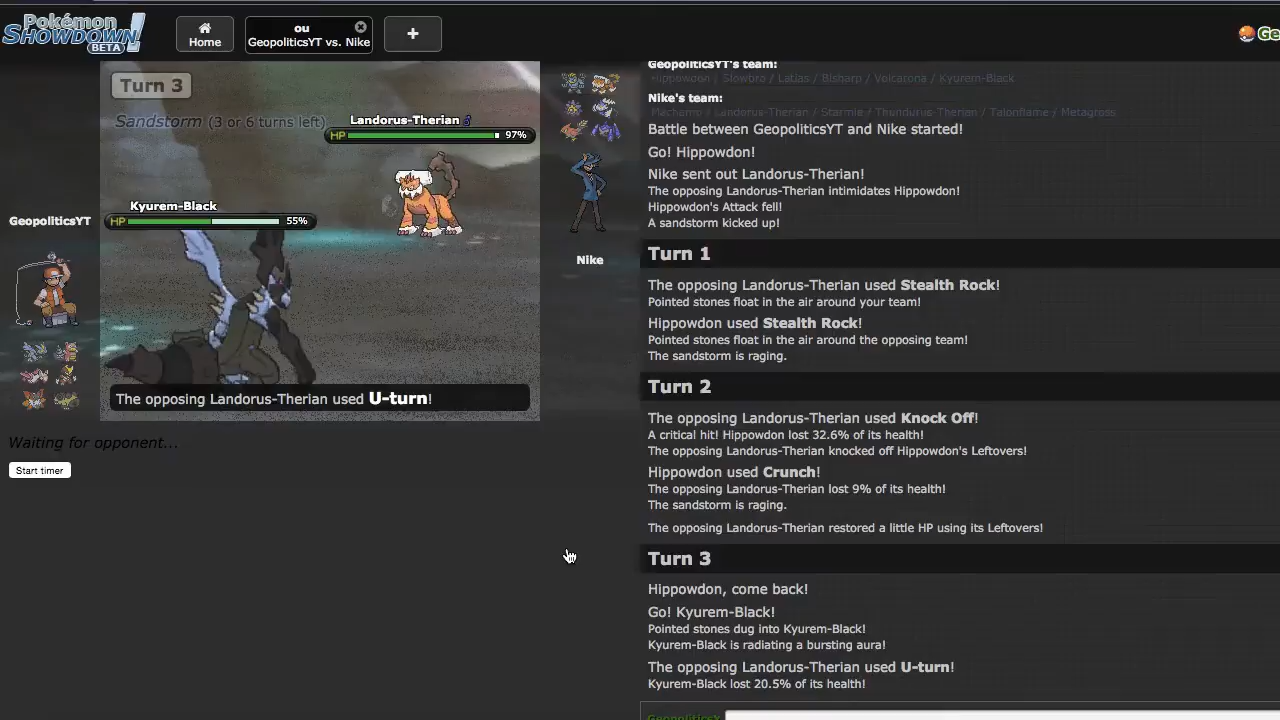 Pokémon
SHOWDOWN!
BETA
Home
ou
GeopoliticsYT vs. Nike
+
Ge
Turn 3
Sandstorm (3 or 6 turns left)
Landorus-Therian ♂
HP 97%
Kyurem-Black
HP 55%
GeopoliticsYT
Nike
The opposing Landorus-Therian used U-turn!
Waiting for opponent...
Start timer
GeopoliticsYT's team:
Hippowdon / Slowbro / Latias / Bisharp / Volcarona / Kyurem-Black
Nike's team:
Landorus-Therian / Starmie / Thundurus-Therian / Talonflame / Metagross
Battle between GeopoliticsYT and Nike started!
Go! Hippowdon!
Nike sent out Landorus-Therian!
The opposing Landorus-Therian intimidates Hippowdon!
Hippowdon's Attack fell!
A sandstorm kicked up!
Turn 1
The opposing Landorus-Therian used Stealth Rock!
Pointed stones float in the air around your team!
Hippowdon used Stealth Rock!
Pointed stones float in the air around the opposing team!
The sandstorm is raging.
Turn 2
The opposing Landorus-Therian used Knock Off!
A critical hit! Hippowdon lost 32.6% of its health!
The opposing Landorus-Therian knocked off Hippowdon's Leftovers!
Hippowdon used Crunch!
The opposing Landorus-Therian lost 9% of its health!
The sandstorm is raging.
The opposing Landorus-Therian restored a little HP using its Leftovers!
Turn 3
Hippowdon, come back!
Go! Kyurem-Black!
Pointed stones dug into Kyurem-Black!
Kyurem-Black is radiating a bursting aura!
The opposing Landorus-Therian used U-turn!
Kyurem-Black lost 20.5% of its health!
GeopoliticsY